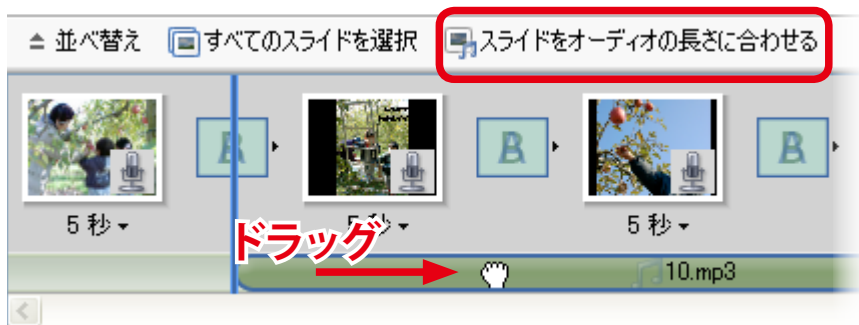 並べ替え すべてのスライドを選択 スライドをオーディオの長さに合わせる
B B B
5 秒 5 秒 5 秒
ドラッグ
10.mp3